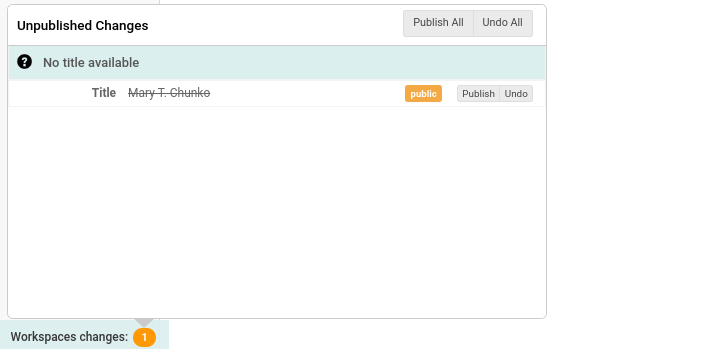 Unpublished Changes
Publish All Undo All
? No title available
Title Mary T. Chunko public Publish Undo
Workspaces changes: 1